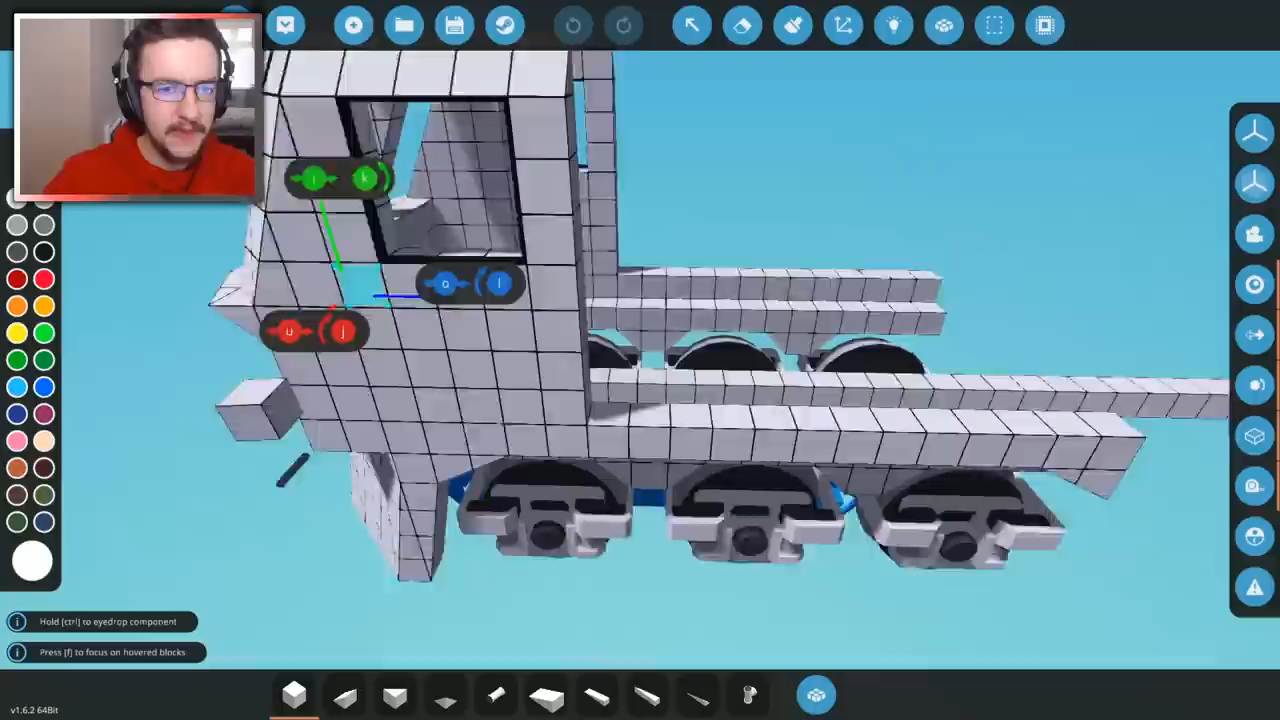 i k
a l
u j
Hold [ctrl] to eyedrop component
Press [f] to focus on hovered blocks
v1.6.2 64Bit